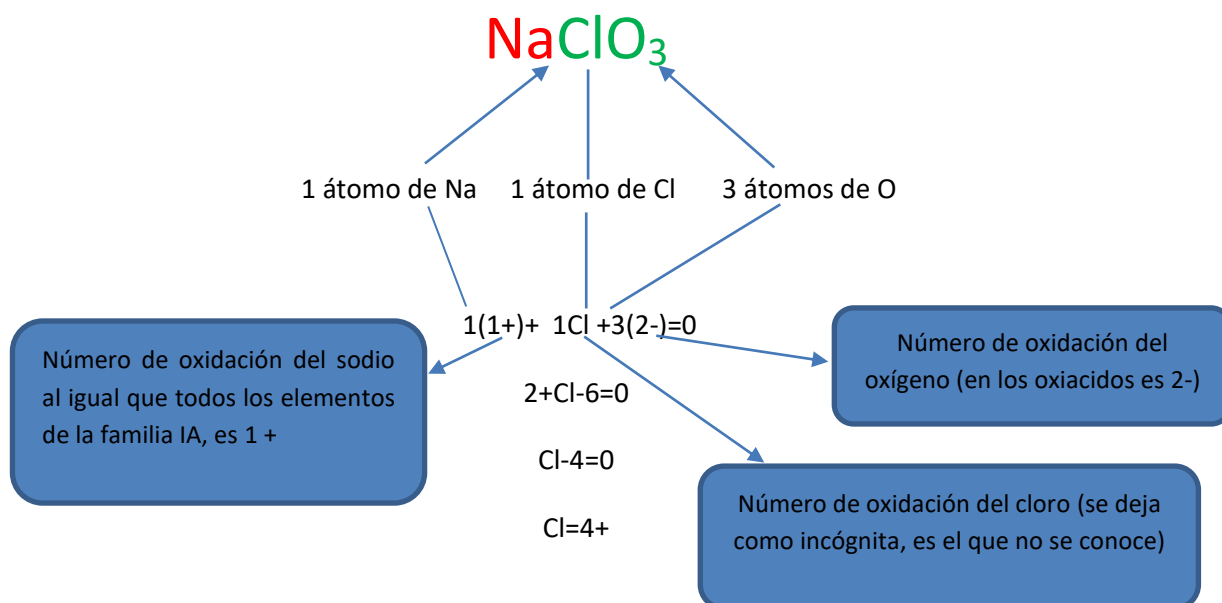 NaClO₃
1 átomo de Na
1 átomo de Cl
3 átomos de O
1(1+)+ 1Cl +3(2-)=0
Número de oxidación del sodio
al igual que todos los elementos
de la familia IA, es 1 +
Número de oxidación del
oxígeno (en los oxiacidos es 2-)
2+Cl-6=0
Cl-4=0
Cl=4+
Número de oxidación del cloro (se deja
como incógnita, es el que no se conoce)